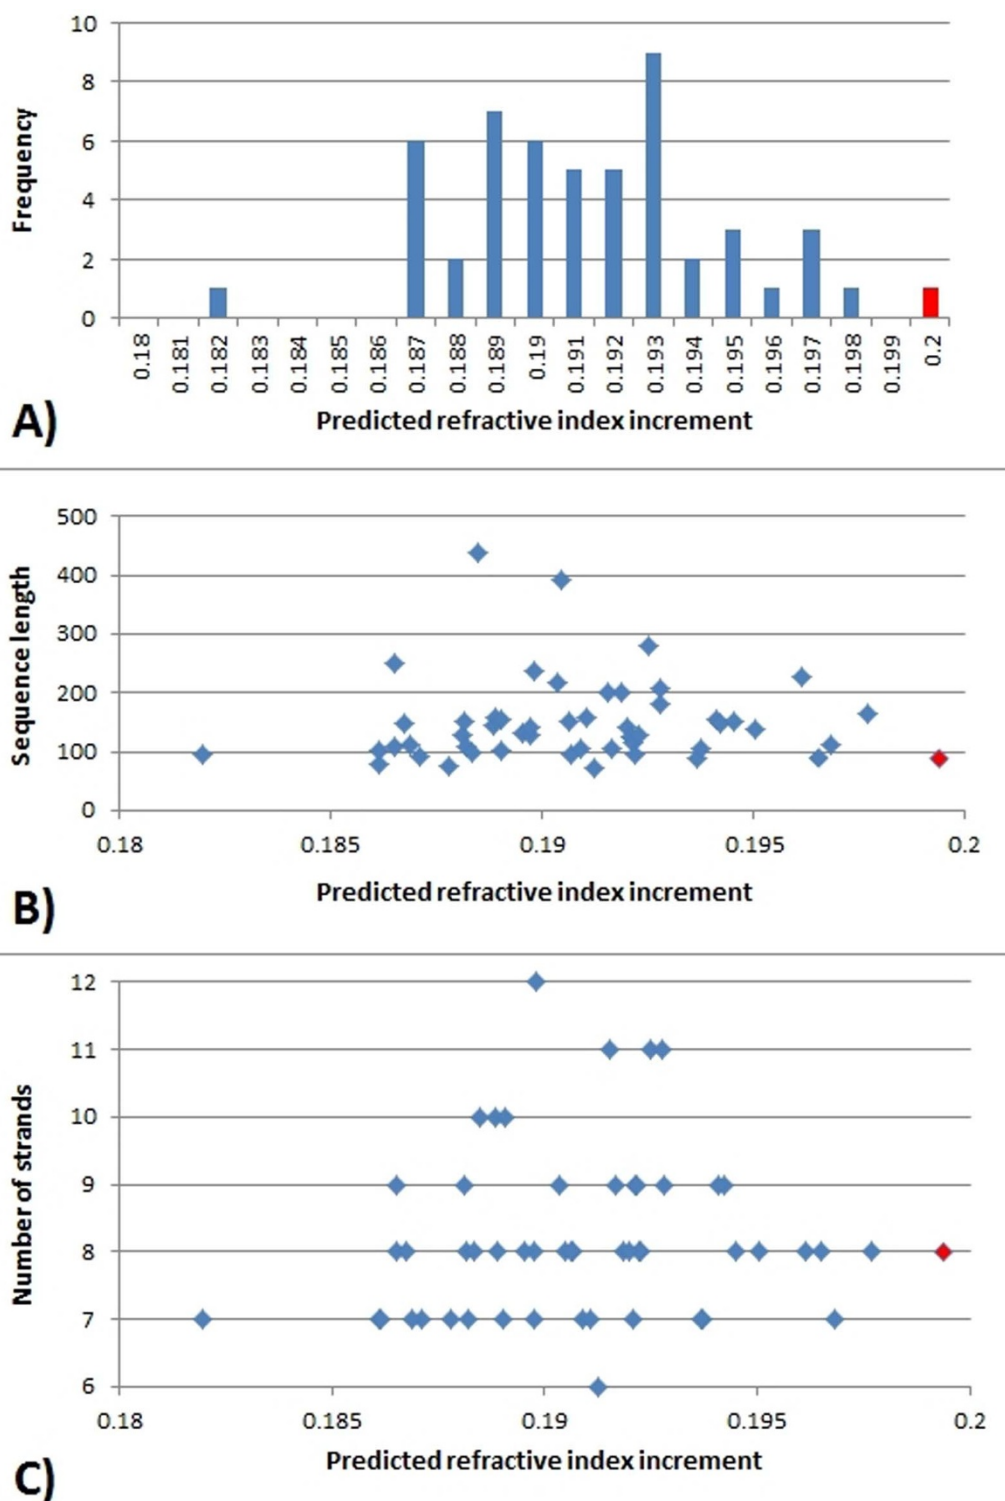 10
8
6
4
2
0
Frequency
0.18 0.181 0.182 0.183 0.184 0.185 0.186 0.187 0.188 0.189 0.19 0.191 0.192 0.193 0.194 0.195 0.196 0.197 0.198 0.199 0.2
Predicted refractive index increment
A)
500
400
300
200
100
0
Sequence length
0.18 0.185 0.19 0.195 0.2
Predicted refractive index increment
B)
12
11
10
9
8
7
6
Number of strands
0.18 0.185 0.19 0.195 0.2
Predicted refractive index increment
C)